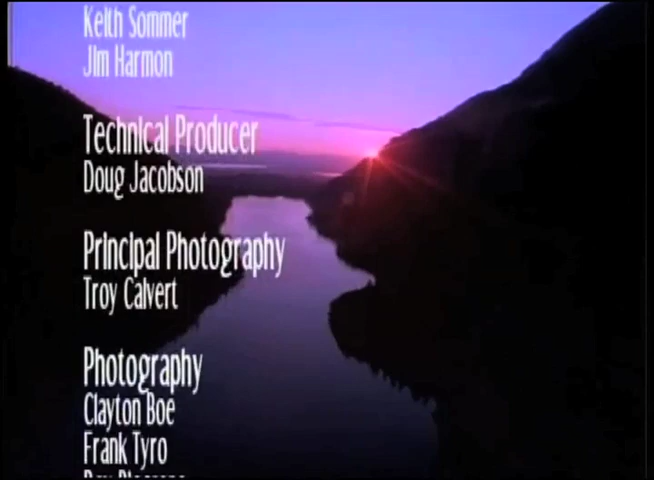 Keith Sommer
Jim Harmon
Technical Producer
Doug Jacobson
Principal Photography
Troy Calvert
Photography
Clayton Boe
Frank Tyro